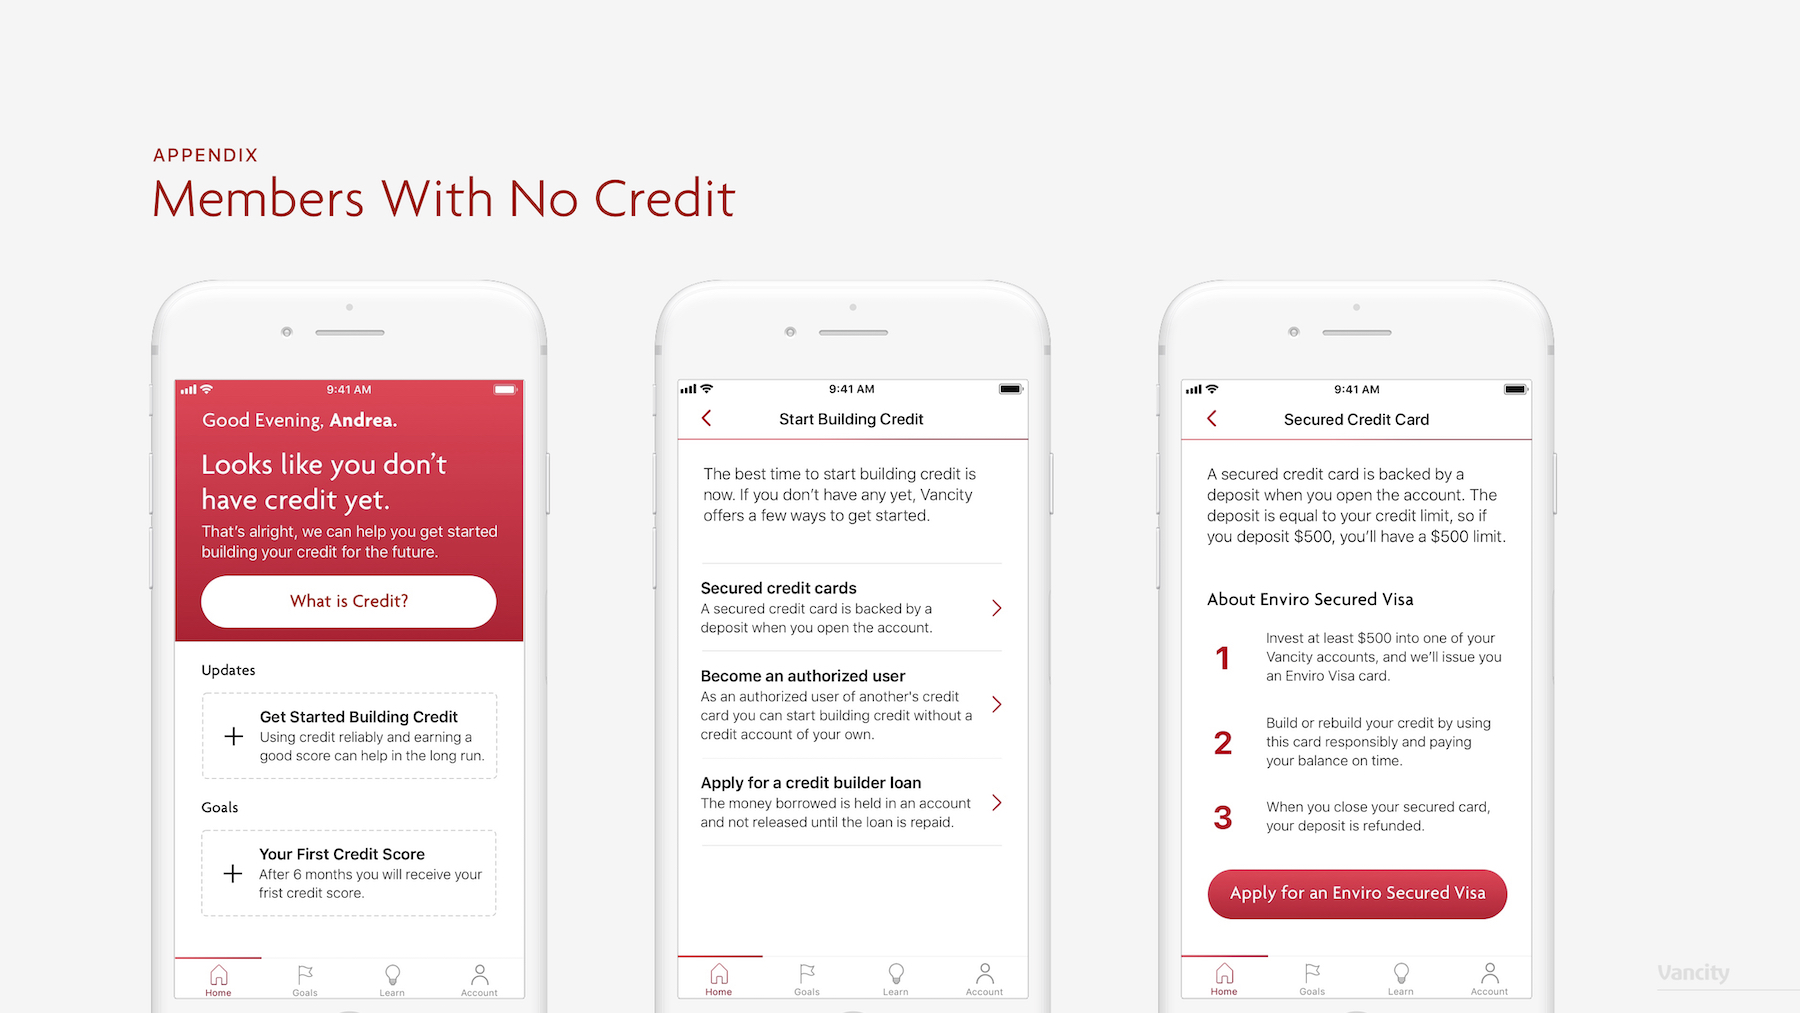 APPENDIX
Members With No Credit
9:41 AM
Good Evening, Andrea.
Looks like you don't
have credit yet.
That's alright, we can help you get started
building your credit for the future.
What is Credit?
Updates
Get Started Building Credit
Using credit reliably and earning a
good score can help in the long run.
Goals
Your First Credit Score
After 6 months you will receive your
frist credit score.
Home
Goals
Learn
Account
9:41 AM
Start Building Credit
The best time to start building credit is
now. If you don't have any yet, Vancity
offers a few ways to get started.
Secured credit cards
A secured credit card is backed by a
deposit when you open the account.
Become an authorized user
As an authorized user of another's credit
card you can start building credit without a
credit account of your own.
Apply for a credit builder loan
The money borrowed is held in an account
and not released until the loan is repaid.
Home
Goals
Learn
Account
9:41 AM
Secured Credit Card
A secured credit card is backed by a
deposit when you open the account. The
deposit is equal to your credit limit, so if
you deposit $500, you'll have a $500 limit.
About Enviro Secured Visa
1
Invest at least $500 into one of your
Vancity accounts, and we'll issue you
an Enviro Visa card.
2
Build or rebuild your credit by using
this card responsibly and paying
your balance on time.
3
When you close your secured card,
your deposit is refunded.
Apply for an Enviro Secured Visa
Home
Goals
Learn
Account
Vancity